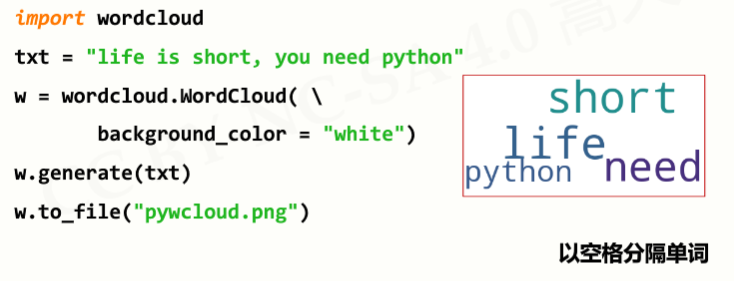 import wordcloud
txt = "life is short, you need python"
w = wordcloud.WordCloud( \
background_color = "white")
w.generate(txt)
w.to_file("pywcloud.png")
short
life
python need
以空格分隔单词
CC BY NC-SA 4.0 高天